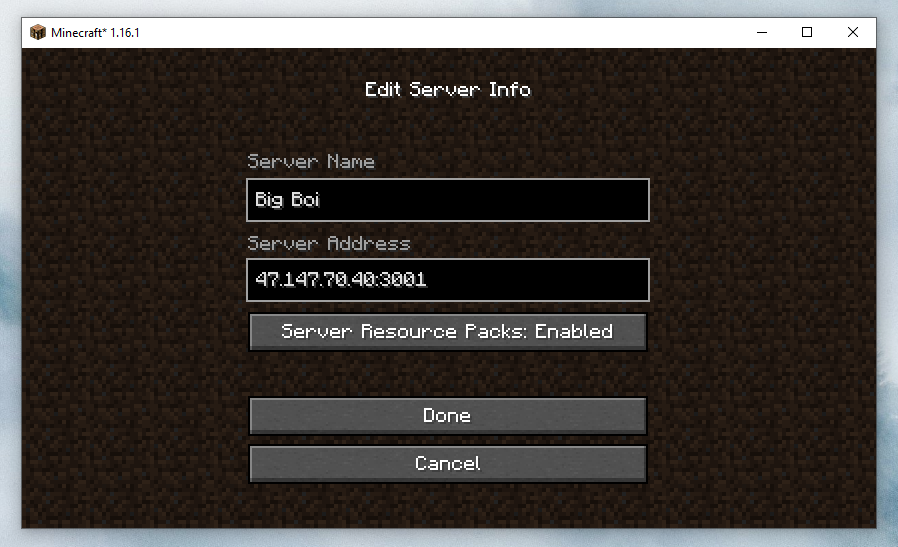 Minecraft* 1.16.1
Edit Server Info
Server Name
Big Boi
Server Address
47.147.70.40:3001
Server Resource Packs: Enabled
Done
Cancel